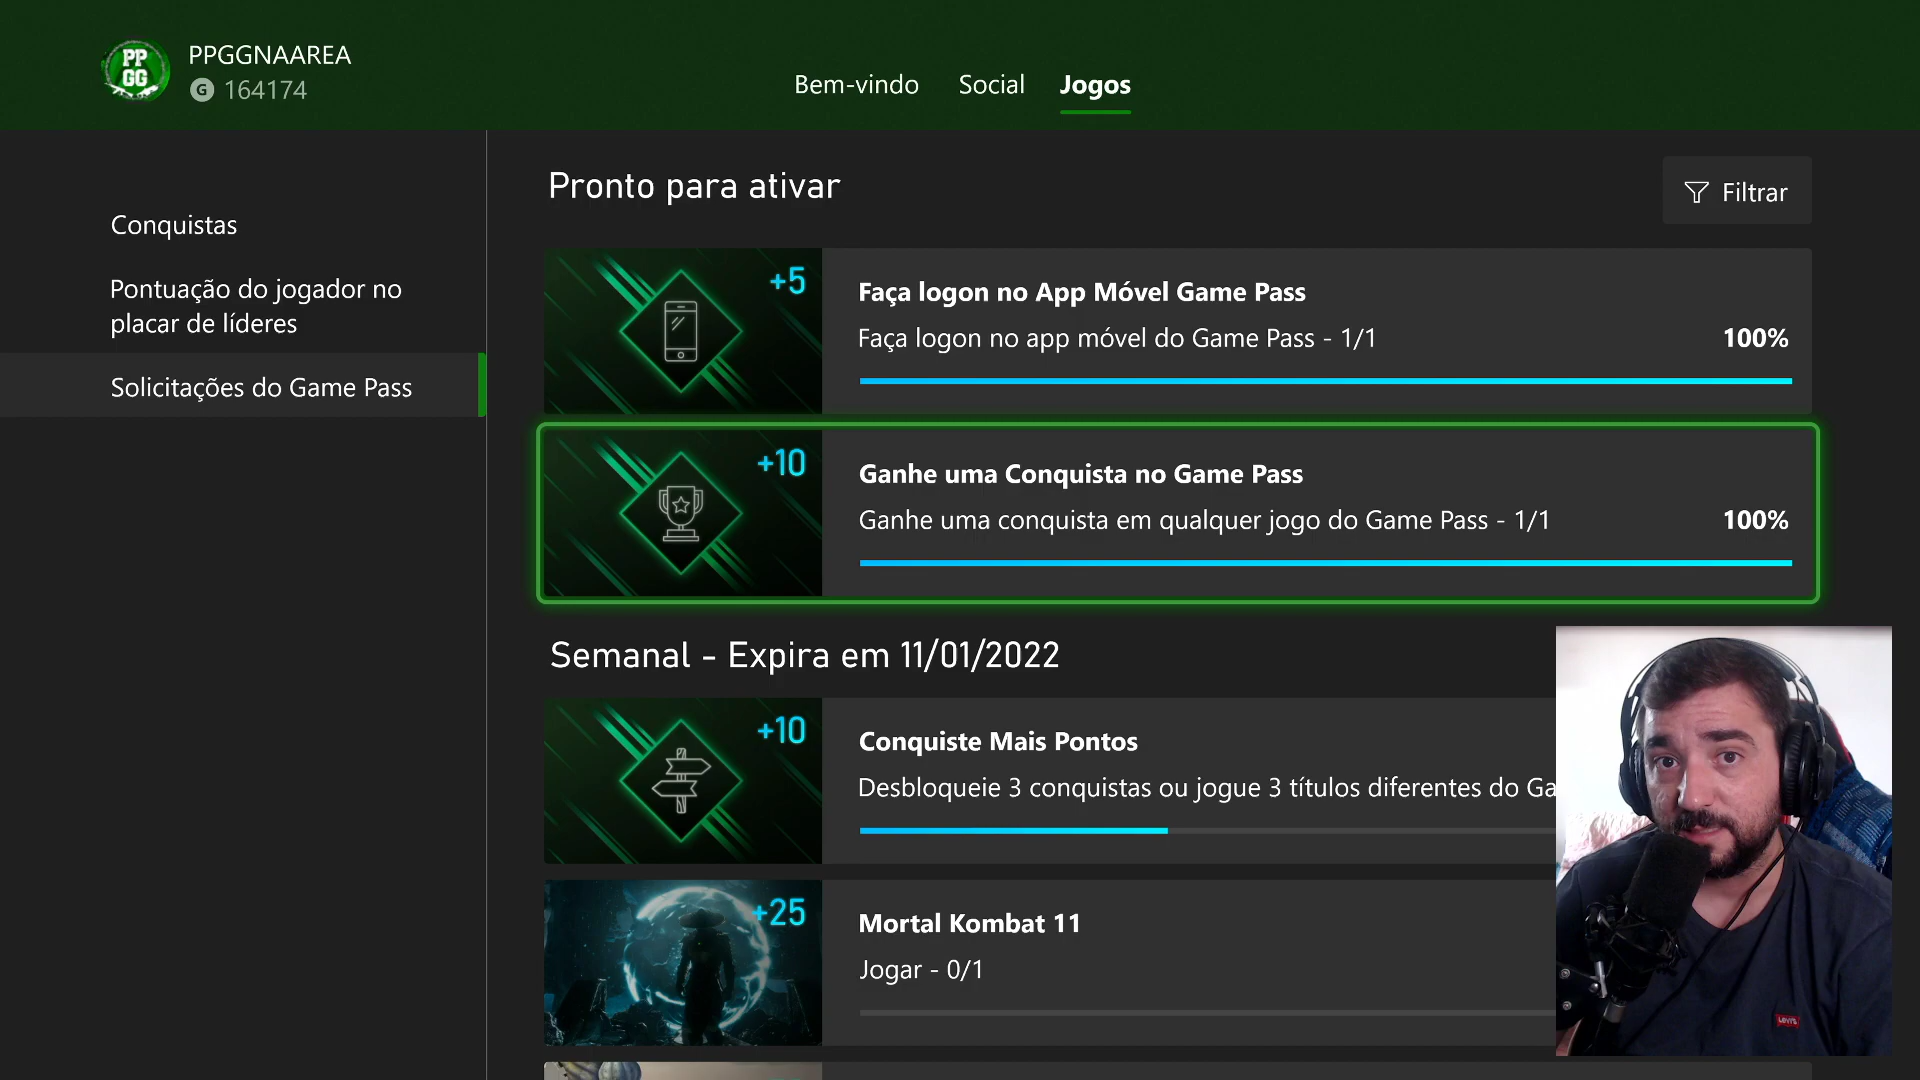 PP
GG
PPGGNAAREA
G 164174
Bem-vindo
Social
Jogos
Conquistas
Pontuação do jogador no
placar de líderes
Solicitações do Game Pass
Pronto para ativar
Filtrar
+5
Faça logon no App Móvel Game Pass
Faça logon no app móvel do Game Pass - 1/1
100%
+10
Ganhe uma Conquista no Game Pass
Ganhe uma conquista em qualquer jogo do Game Pass - 1/1
100%
Semanal - Expira em 11/01/2022
+10
Conquiste Mais Pontos
Desbloqueie 3 conquistas ou jogue 3 títulos diferentes do Ga
+25
Mortal Kombat 11
Jogar - 0/1
Levi's